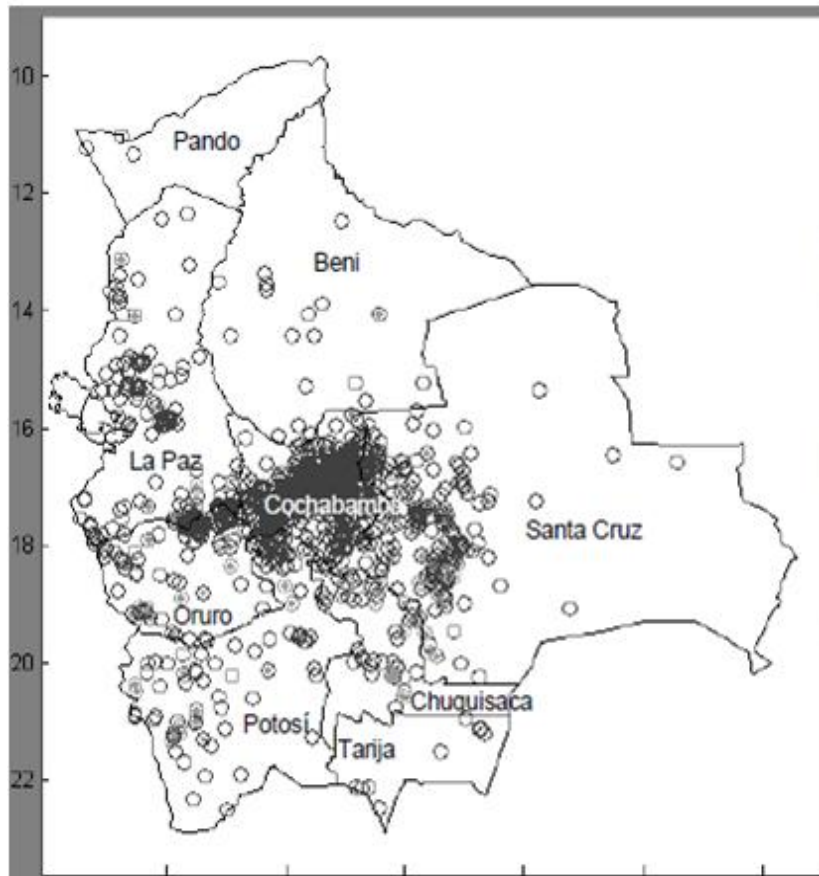 10
Pando
12
Beni
14
16
La Paz
Cochabamba
18
Santa Cruz
Oruro
20
Chuquisaca
Potosí
Tarija
22